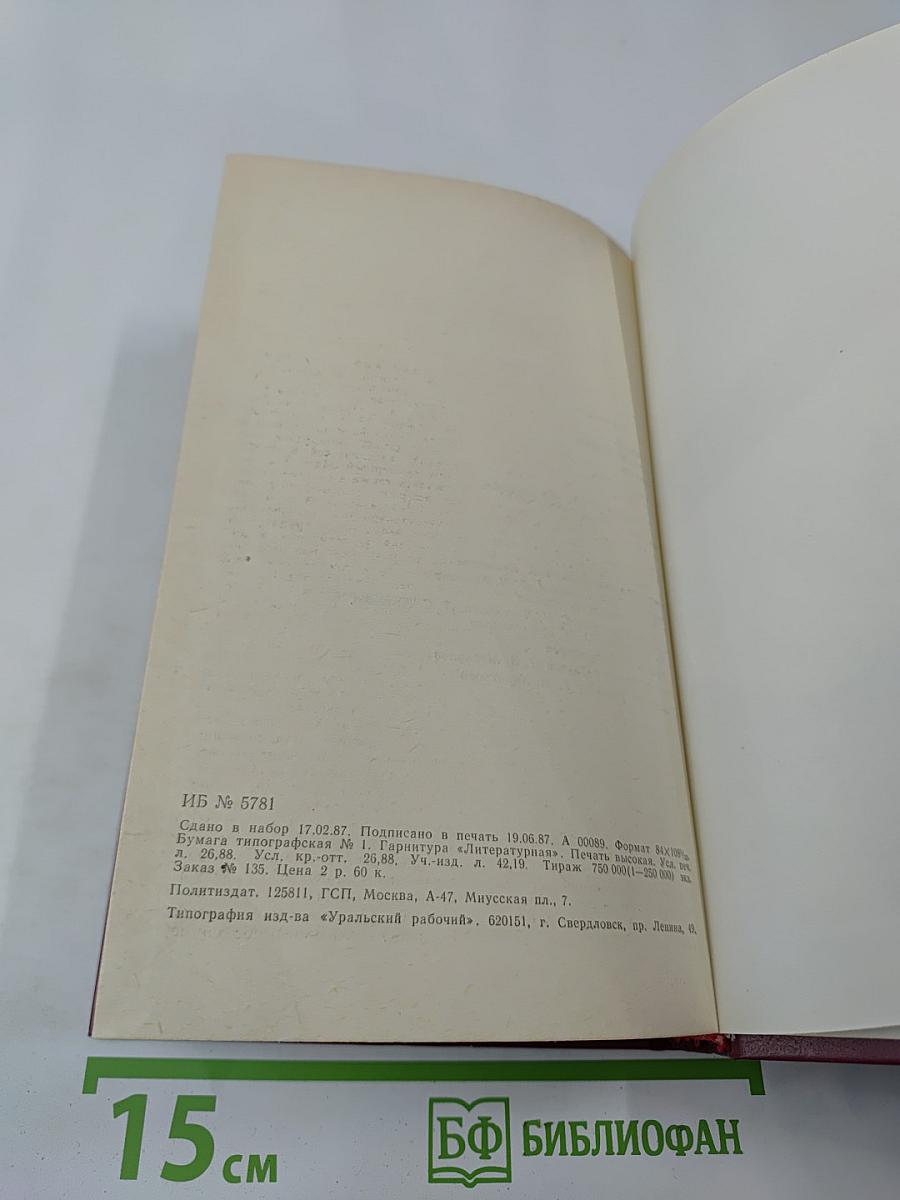 ИБ № 5781
Сдано в набор 17.02.87. Подписано в печать 19.06.87. А 00089. Формат 84×108¹/₃₂.
Бумага типографская № 1. Гарнитура «Литературная». Печать высокая. Усл. печ.
л. 26,88. Усл. кр.-отт. 26,88. Уч.-изд. л. 42,19. Тираж 750 000(1—250 000) экз.
Заказ № 135. Цена 2 р. 60 к.
Политиздат. 125811, ГСП, Москва, А-47, Миусская пл., 7.
Типография изд-ва «Уральский рабочий». 620151, г. Свердловск, пр. Ленина, 49.
15 см
БФ БИБЛИОФАН